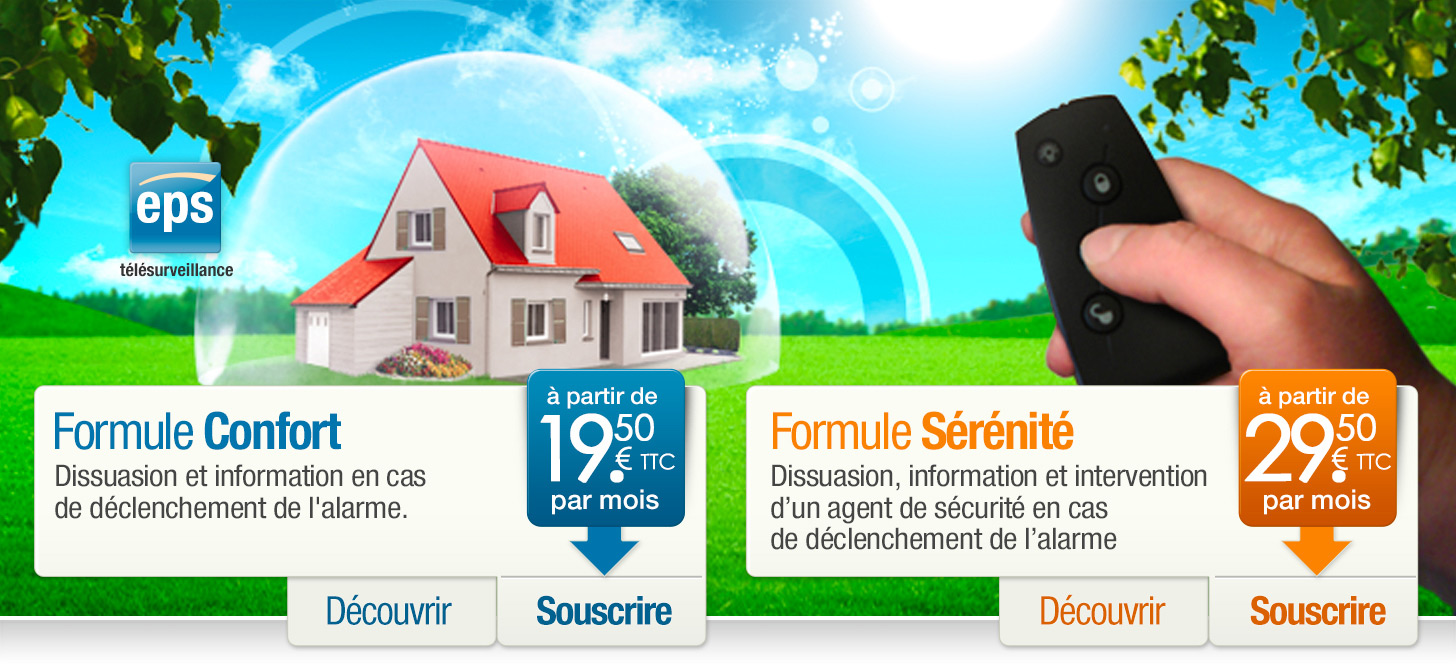 eps
télésurveillance
Formule Confort
Dissuasion et information en cas
de déclenchement de l'alarme.
à partir de
19.50 € TTC
par mois
Découvrir
Souscrire
Formule Sérénité
Dissuasion, information et intervention
d’un agent de sécurité en cas
de déclenchement de l’alarme
à partir de
29.50 € TTC
par mois
Découvrir
Souscrire